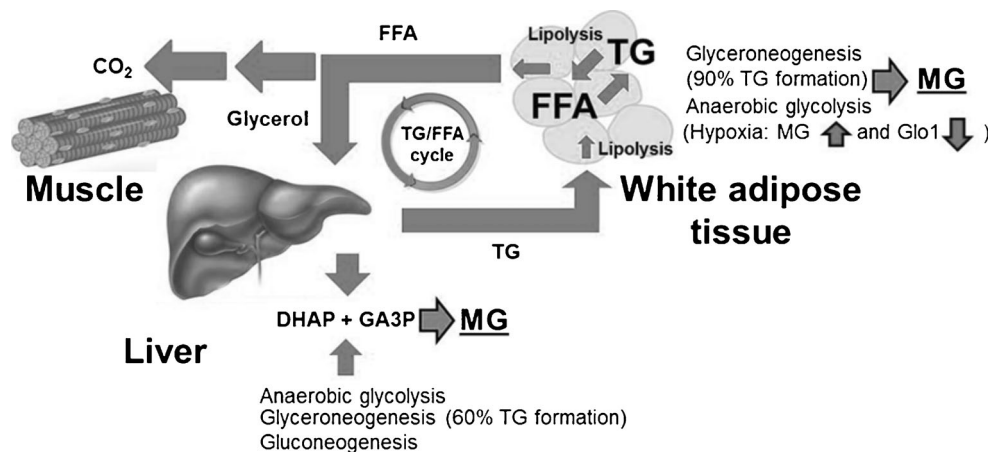 FFA
CO₂
Glycerol
TG/FFA
cycle
Lipolysis
TG
FFA
Lipolysis
Glyceroneogenesis
(90% TG formation)
MG
Anaerobic glycolysis
(Hypoxia: MG and Glo1 )
Muscle
White adipose
tissue
TG
DHAP + GA3P
MG
Liver
Anaerobic glycolysis
Glyceroneogenesis (60% TG formation)
Gluconeogenesis